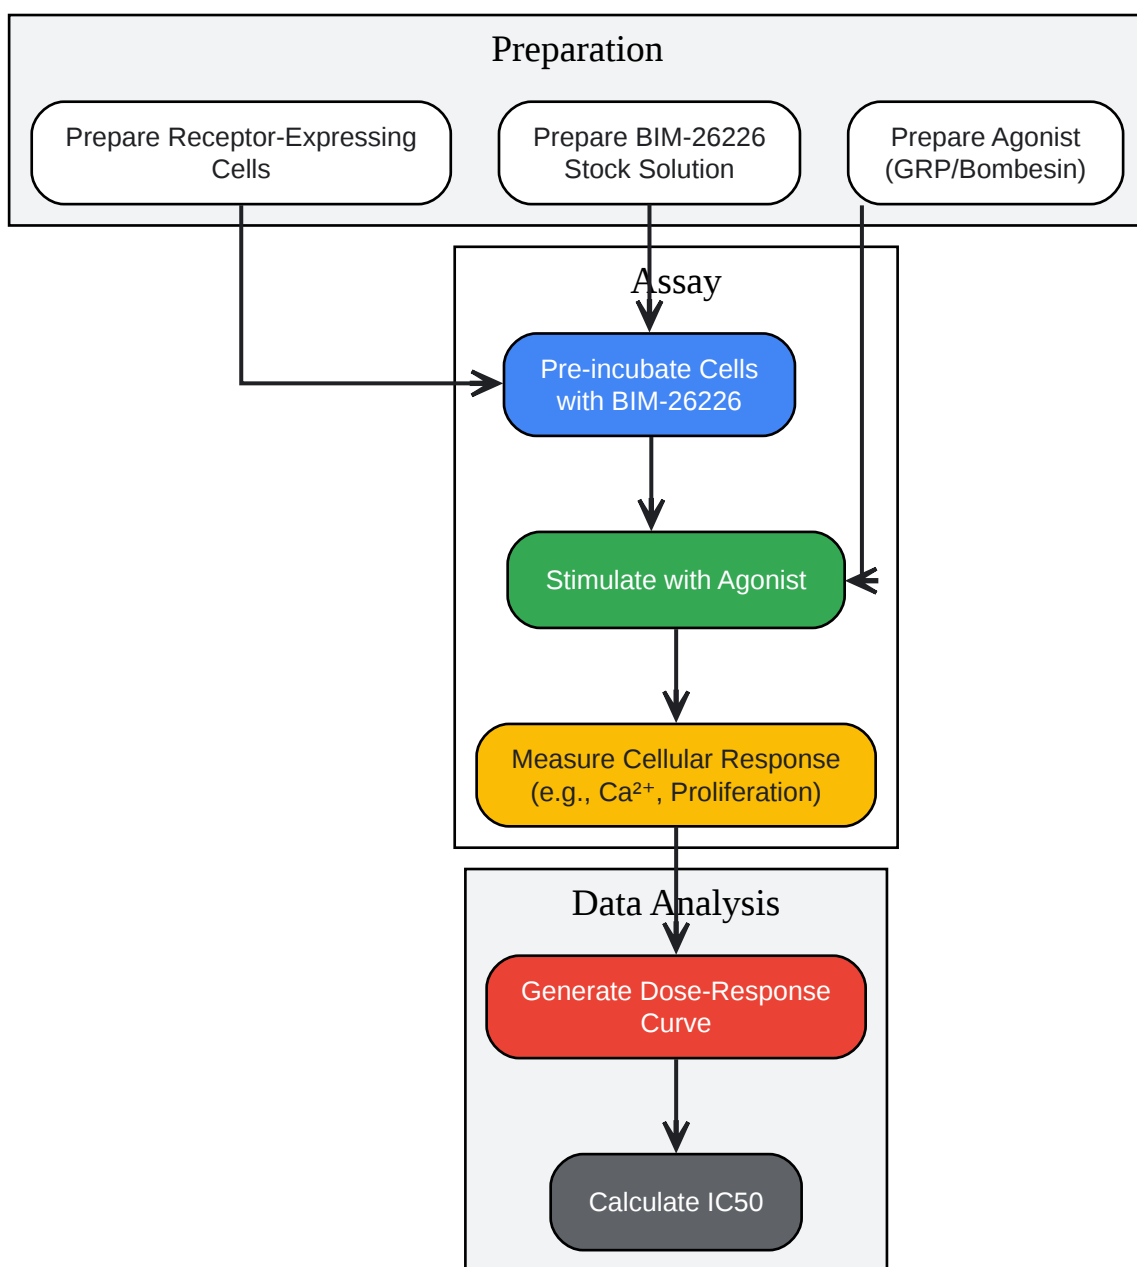 Preparation
Prepare Receptor-Expressing
Cells
Prepare BIM-26226
Stock Solution
Prepare Agonist
(GRP/Bombesin)
Assay
Pre-incubate Cells
with BIM-26226
Stimulate with Agonist
Measure Cellular Response
(e.g., Ca²⁺, Proliferation)
Data Analysis
Generate Dose-Response
Curve
Calculate IC50